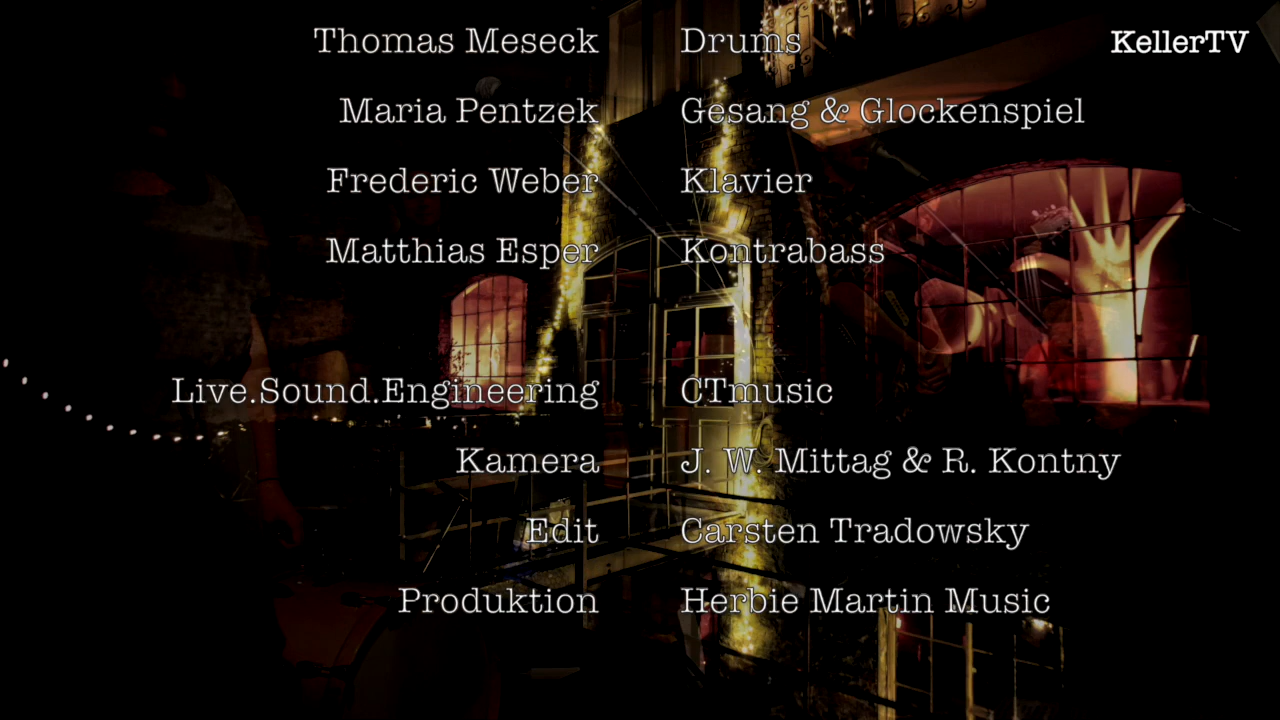 Thomas Meseck Drums
KellerTV
Maria Pentzek Gesang & Glockenspiel
Frederic Weber Klavier
Matthias Esper Kontrabass
Live.Sound.Engineering CTmusic
Kamera J. W. Mittag & R. Kontny
Edit Carsten Tradowsky
Produktion Herbie Martin Music